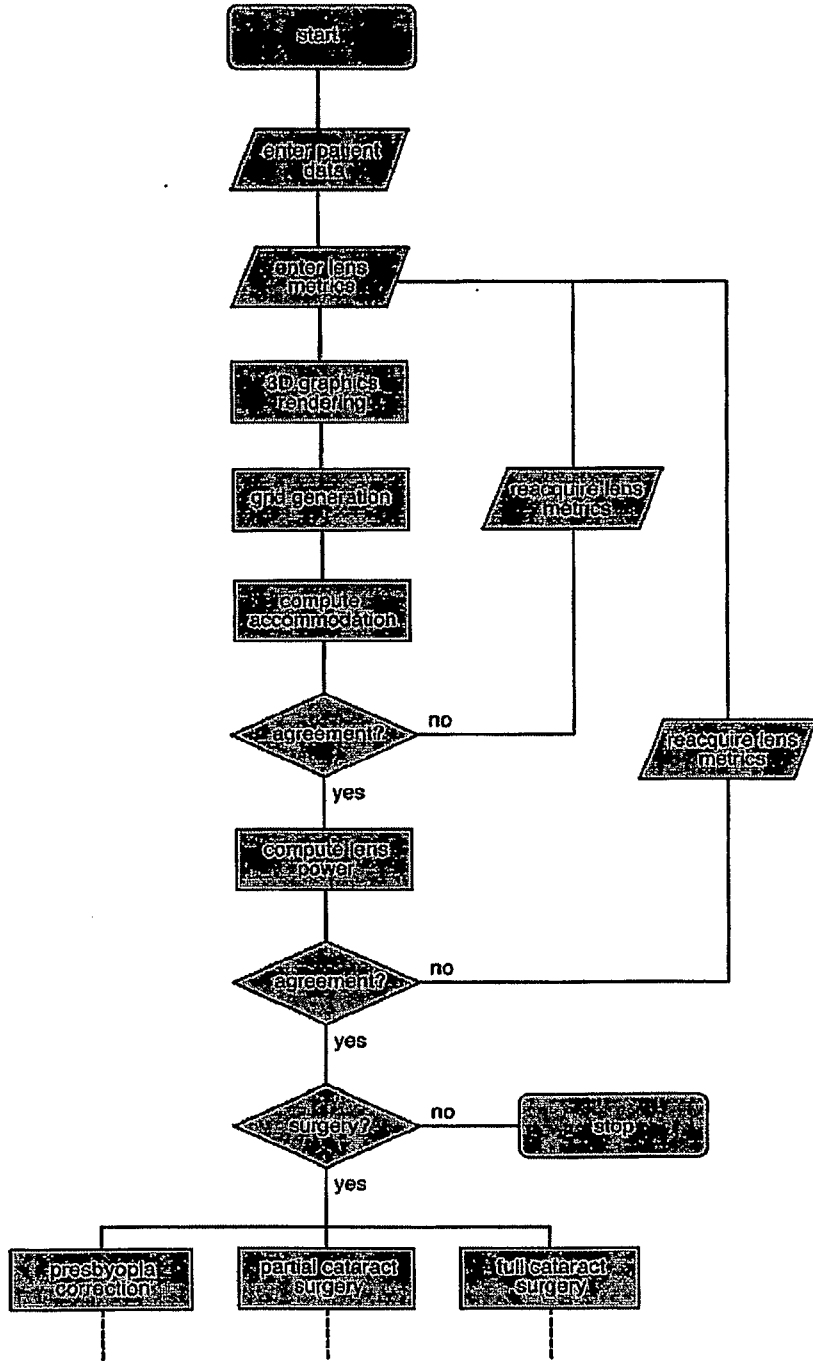 start
enter patient
data
enter lens
metrics
3D graphics
rendering
grid generation
reacquire lens
metrics
compute
accommodation
agreement?
no
reacquire lens
metrics
yes
compute lens
power
agreement?
no
yes
surgery?
no
stop
yes
presbyopia
correction
partial cataract
surgery
full cataract
surgery